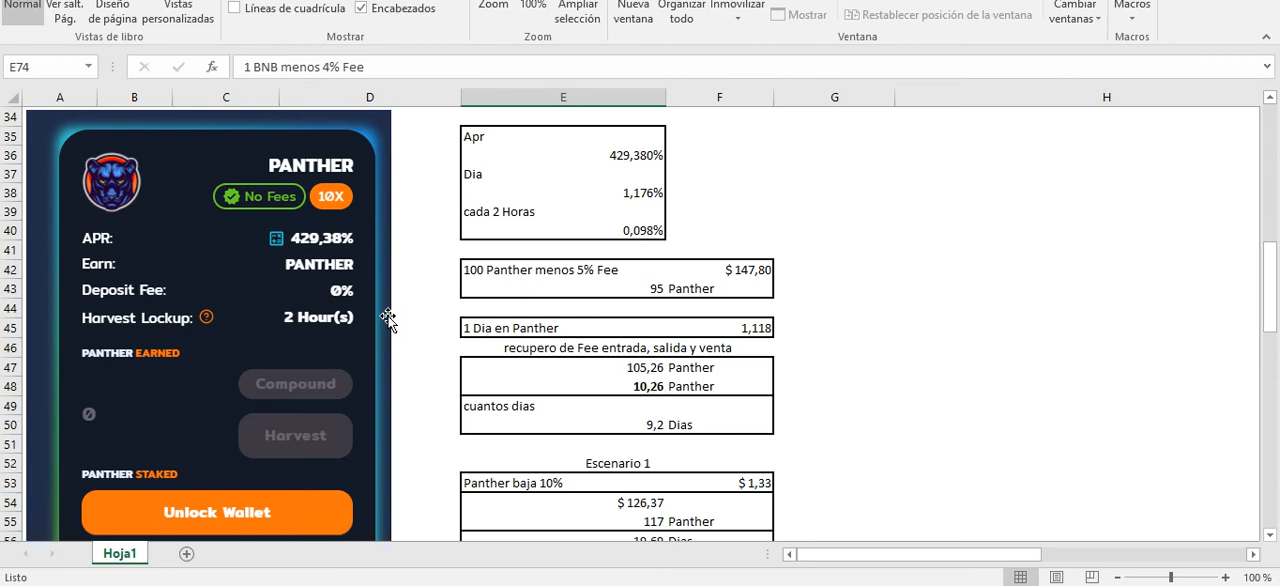 Normal Ver salt. Diseño Vistas
Pág. de página personalizadas
Vistas de libro
Líneas de cuadrícula Encabezados
Mostrar
Zoom 100% Ampliar
selección
Zoom
Nueva Organizar Inmovilizar
ventana todo
Mostrar Restablecer posición de la ventana
Cambiar
ventanas
Ventana
Macros
Macros
E74 fx 1 BNB menos 4% Fee
A B C D E F G H
34
35 Apr
36 429,380%
37 Dia
38 1,176%
39 cada 2 Horas
40 0,098%
41
42 100 Panther menos 5% Fee $ 147,80
43 95 Panther
44
45 1 Dia en Panther 1,118
46 recupero de Fee entrada, salida y venta
47 105,26 Panther
48 10,26 Panther
49 cuantos dias
50 9,2 Dias
51
52 Escenario 1
53 Panther baja 10% $ 1,33
54 $ 126,37
55 117 Panther
56 19,69 Dias
PANTHER
No Fees 10X
APR: 429,38%
Earn: PANTHER
Deposit Fee: 0%
Harvest Lockup: ? 2 Hour(s)
PANTHER EARNED
Compound
0
Harvest
PANTHER STAKED
Unlock Wallet
Hoja1
Listo 100 %